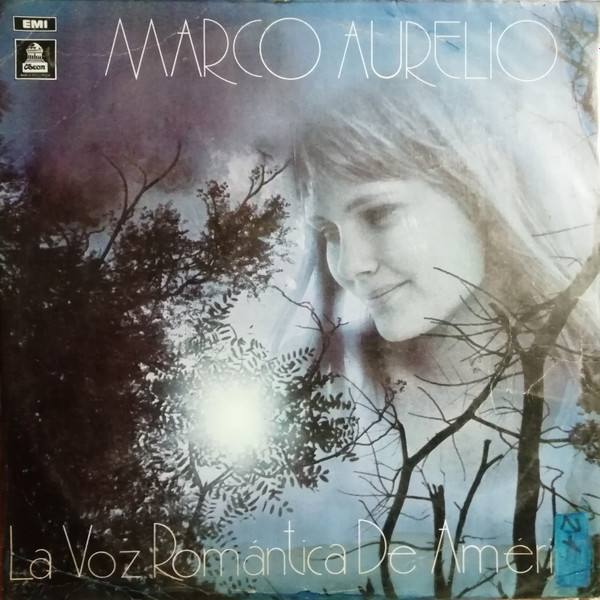 EMI
MARCO AURELIO
Odeon
La Voz Romántica De Améri